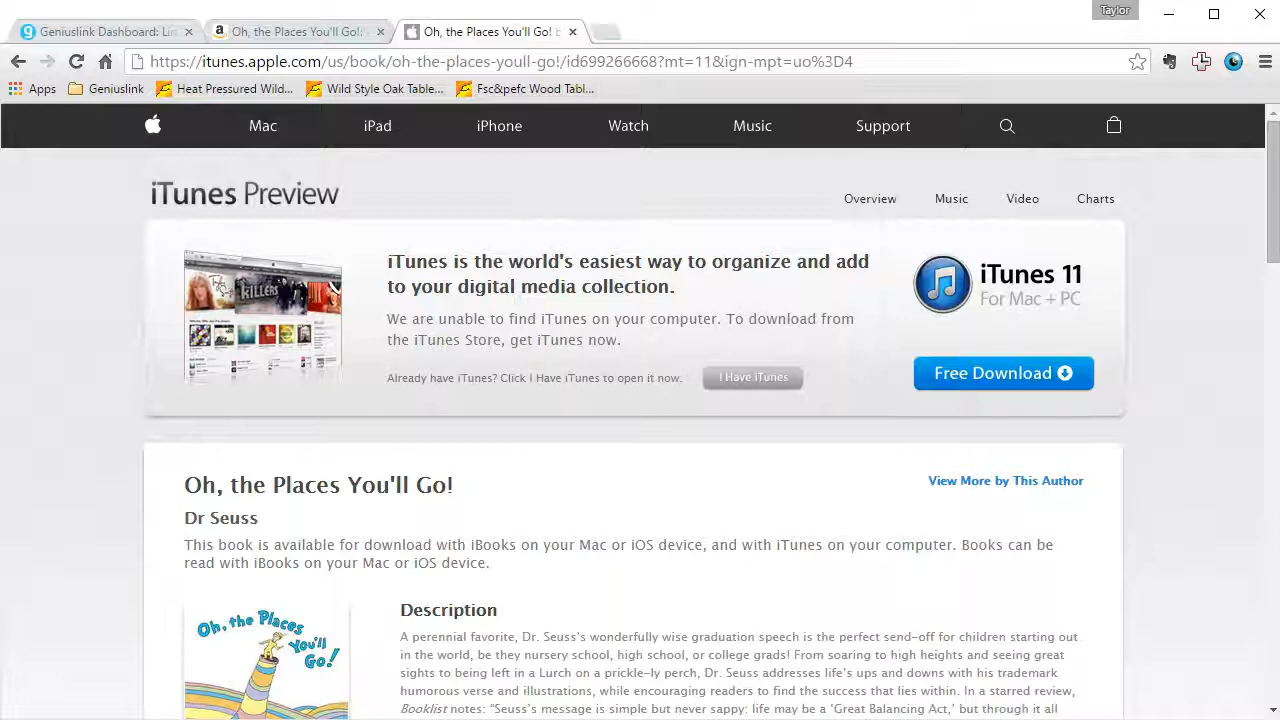 Taylor
Geniuslink Dashboard: Lin
Oh, the Places You'll Go!:
Oh, the Places You'll Go! b
https://itunes.apple.com/us/book/oh-the-places-youll-go!/id699266668?mt=11&ign-mpt=uo%3D4
Apps Geniuslink Heat Pressured Wild... Wild Style Oak Table... Fsc&pefc Wood Tabl...
Mac iPad iPhone Watch Music Support
iTunes Preview
Overview Music Video Charts
iTunes is the world's easiest way to organize and add
to your digital media collection.
We are unable to find iTunes on your computer. To download from
the iTunes Store, get iTunes now.
Already have iTunes? Click I Have iTunes to open it now. I Have iTunes
iTunes 11
For Mac + PC
Free Download
KILLERS
Oh, the Places You'll Go!
View More by This Author
Dr Seuss
This book is available for download with iBooks on your Mac or iOS device, and with iTunes on your computer. Books can be
read with iBooks on your Mac or iOS device.
Oh, the Places
You'll
Go!
Description
A perennial favorite, Dr. Seuss's wonderfully wise graduation speech is the perfect send-off for children starting out
in the world, be they nursery school, high school, or college grads! From soaring to high heights and seeing great
sights to being left in a Lurch on a prickle-ly perch, Dr. Seuss addresses life's ups and downs with his trademark
humorous verse and illustrations, while encouraging readers to find the success that lies within. In a starred review,
Booklist notes: “Seuss's message is simple but never sappy: life may be a ‘Great Balancing Act,’ but through it all